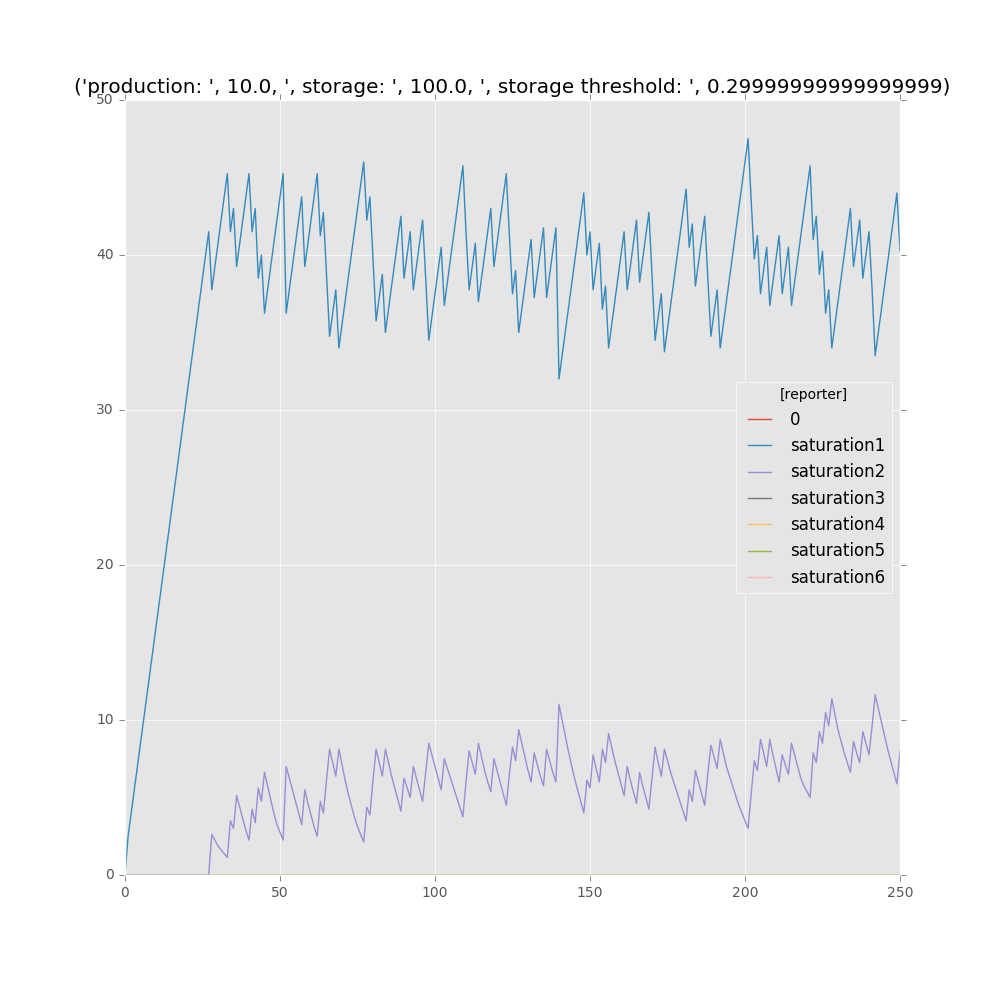 ('production: ', 10.0, ', storage: ', 100.0, ', storage threshold: ', 0.29999999999999999)
50
40
30
20
10
0
0 50 100 150 200 250
[reporter]
0
saturation1
saturation2
saturation3
saturation4
saturation5
saturation6